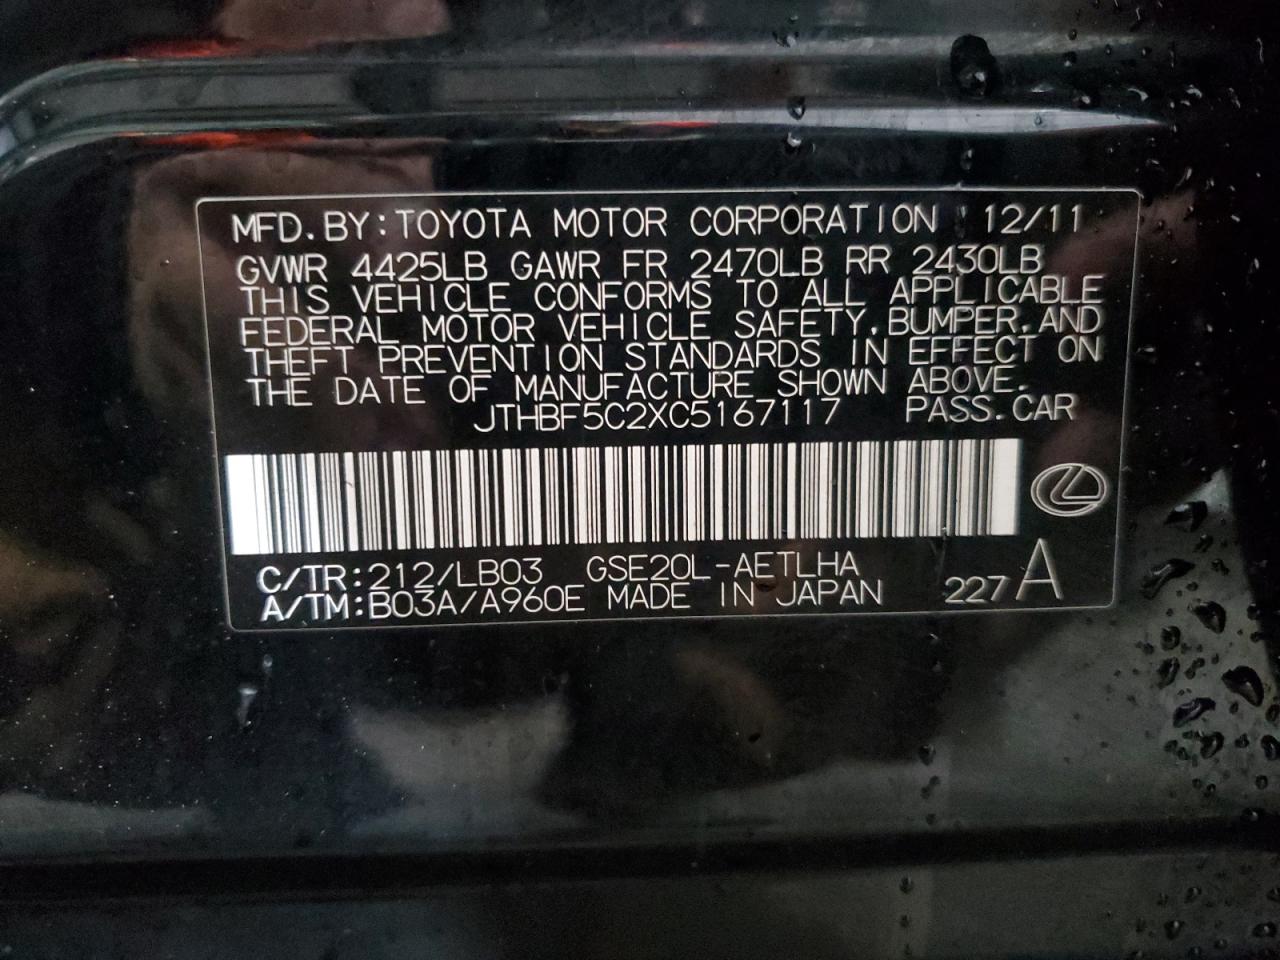 MFD. BY: TOYOTA MOTOR CORPORATION 12/11
GVWR 4425LB GAWR FR 2470LB RR 2430LB
THIS VEHICLE CONFORMS TO ALL APPLICABLE
FEDERAL MOTOR VEHICLE SAFETY, BUMPER, AND
THEFT PREVENTION STANDARDS IN EFFECT ON
THE DATE OF MANUFACTURE SHOWN ABOVE.
JTHBF5C2XC5167117 PASS. CAR
C/TR: 212/LB03 GSE20L-AETLHA
A/TM: B03A/A960E MADE IN JAPAN 227 A